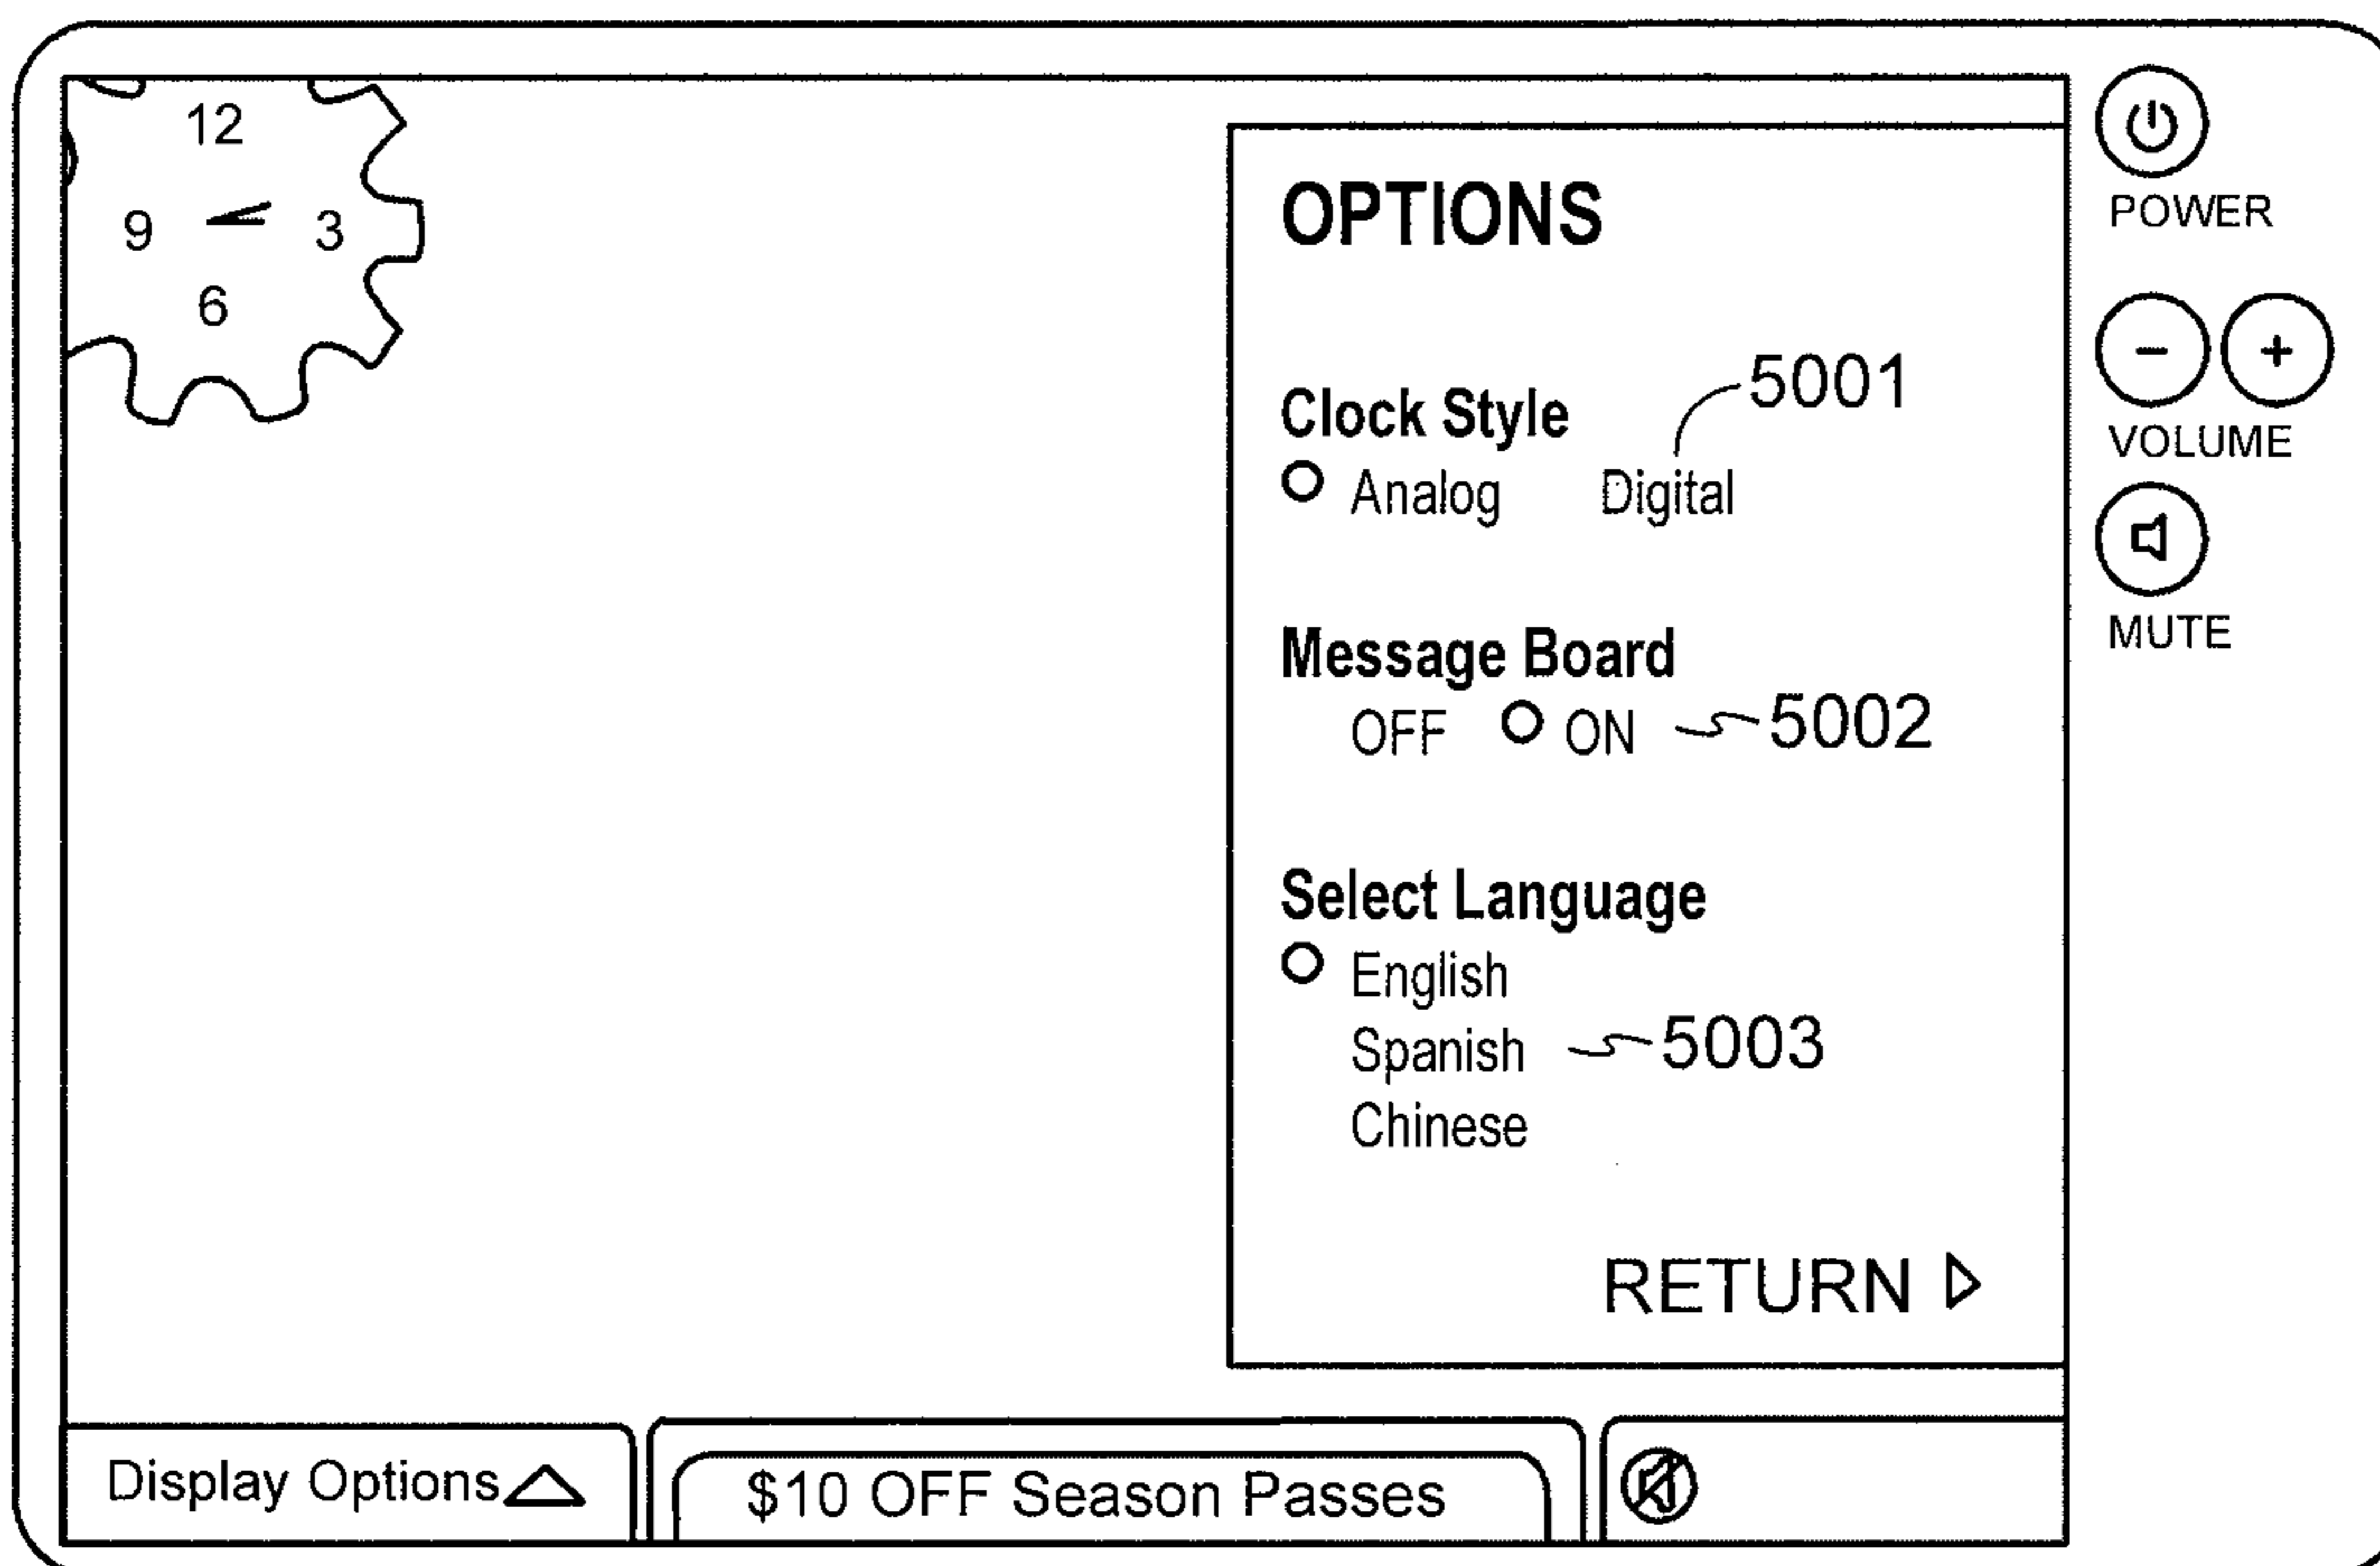 12
9 3
6
OPTIONS
Clock Style
5001
Analog Digital
Message Board
OFF ON 5002
Select Language
English
Spanish 5003
Chinese
RETURN
POWER
- +
VOLUME
MUTE
Display Options
$10 OFF Season Passes